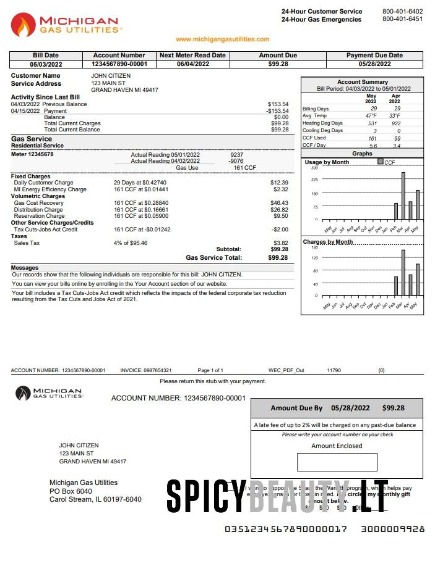 MICHIGAN
GAS UTILITIES
24-Hour Customer Service 800-401-6402
24-Hour Gas Emergencies 800-401-6451
www.michigangasutilities.com
Bill Date Account Number Next Meter Read Date Amount Due Payment Due Date
05/03/2022 1234567890-00001 06/04/2022 $99.28 05/28/2022
Customer Name JOHN CITIZEN
Service Address 123 MAIN ST
GRAND HAVEN MI 49417
Activity Since Last Bill
04/03/2022 Previous Balance $153.54
04/15/2022 Payment -$153.54
Balance $0.00
Total Current Charges $99.28
Total Current Balance $99.28
Gas Service
Residential Service
Meter 12345678 Actual Reading 05/01/2022 9237
Actual Reading 04/02/2022 -9076
Gas Use 161 CCF
Fixed Charges
Daily Customer Charge 29 Days at $0.42740 $12.39
MI Energy Efficiency Charge 161 CCF at $0.01441 $2.32
Volumetric Charges
Gas Cost Recovery 161 CCF at $0.28840 $46.43
Distribution Charge 161 CCF at $0.16661 $26.82
Reservation Charge 161 CCF at $0.05900 $9.50
Other Service Charges/Credits
Tax Cuts-Jobs Act Credit 161 CCF at -$0.01242 -$2.00
Taxes
Sales Tax 4% of $95.46 $3.82
Subtotal: $99.28
Gas Service Total: $99.28
Messages
Our records show that the following individuals are responsible for this bill: JOHN CITIZEN.
You can view your bills online by enrolling in the Your Account section of our website.
Your bill includes a Tax Cuts-Jobs Act credit which reflects the impacts of the federal corporate tax reduction
resulting from the Tax Cuts and Jobs Act of 2021.
Account Summary
Bill Period: 04/03/2022 to 05/01/2022
May Apr
2022 2022
Billing Days 29 29
Avg. Temp 47°F 33°F
Heating Deg Days 531 922
Cooling Deg Days 3 0
CCF Used 161 99
CCF / Day 5.6 3.4
Graphs
Usage by Month CCF
Charges by Month
ACCOUNT NUMBER: 1234567890-00001 INVOICE: 0987654321 Page 1 of 1 WEC_PDF_Out 11790 {0}
Please return this stub with your payment.
MICHIGAN
GAS UTILITIES
ACCOUNT NUMBER: 1234567890-00001
Amount Due By 05/28/2022 $99.28
A late fee of up to 2% will be charged on any past-due balance
Please write your account number on your check
Amount Enclosed
JOHN CITIZEN
123 MAIN ST
GRAND HAVEN MI 49417
Michigan Gas Utilities
PO Box 6040
Carol Stream, IL 60197-6040
SPICYBEAUTY.LT
0351234567890000017 3000009928